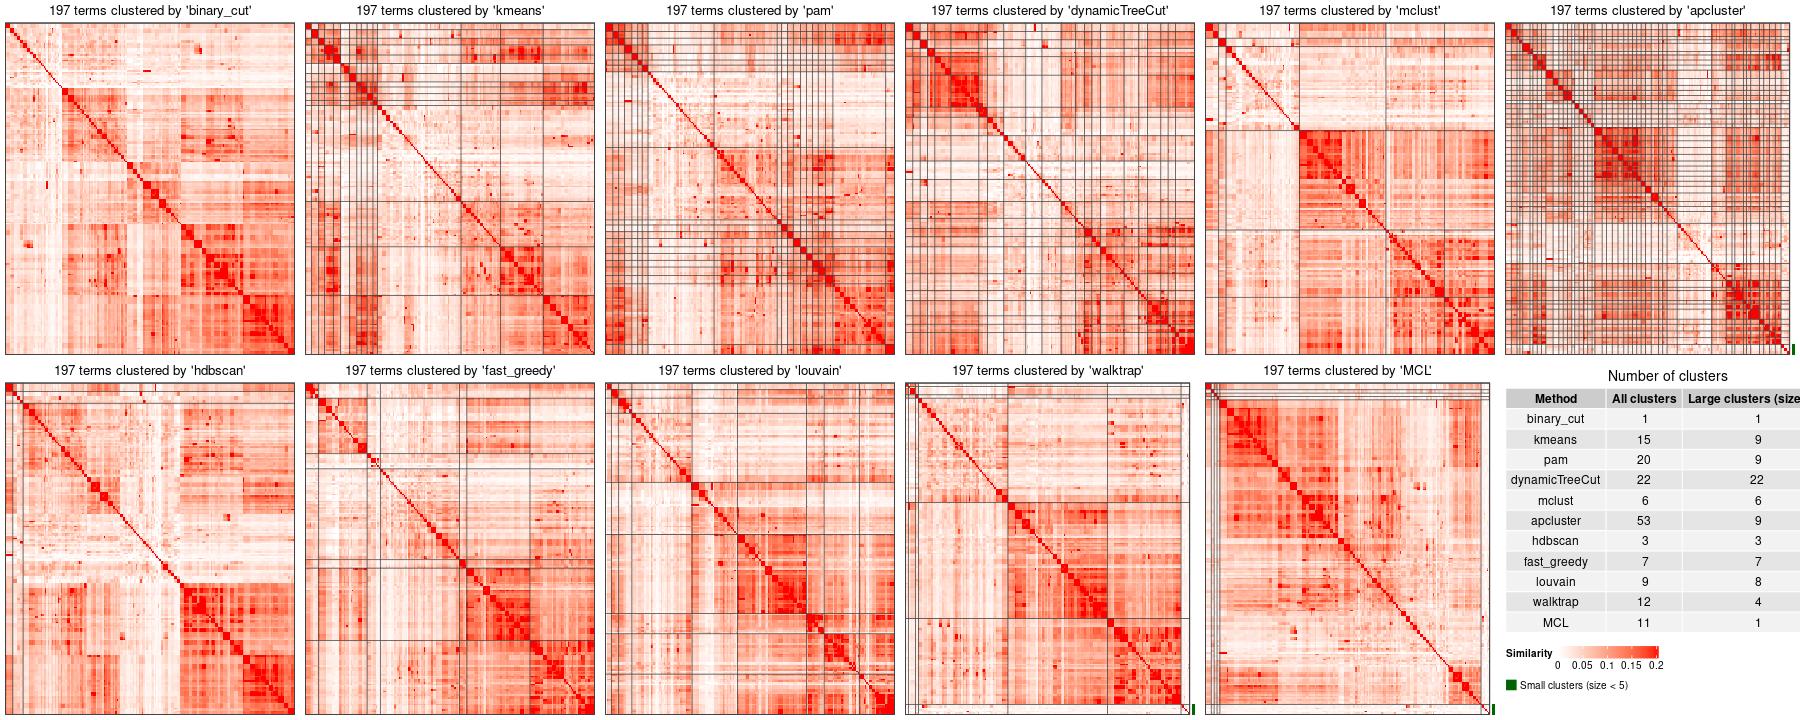 197 terms clustered by 'binary_cut'
197 terms clustered by 'kmeans'
197 terms clustered by 'pam'
197 terms clustered by 'dynamicTreeCut'
197 terms clustered by 'mclust'
197 terms clustered by 'apcluster'
197 terms clustered by 'hdbscan'
197 terms clustered by 'fast_greedy'
197 terms clustered by 'louvain'
197 terms clustered by 'walktrap'
197 terms clustered by 'MCL'
Number of clusters
Method All clusters Large clusters (size
binary_cut 1 1
kmeans 15 9
pam 20 9
dynamicTreeCut 22 22
mclust 6 6
apcluster 53 9
hdbscan 3 3
fast_greedy 7 7
louvain 9 8
walktrap 12 4
MCL 11 1
Similarity
0 0.05 0.1 0.15 0.2
Small clusters (size < 5)